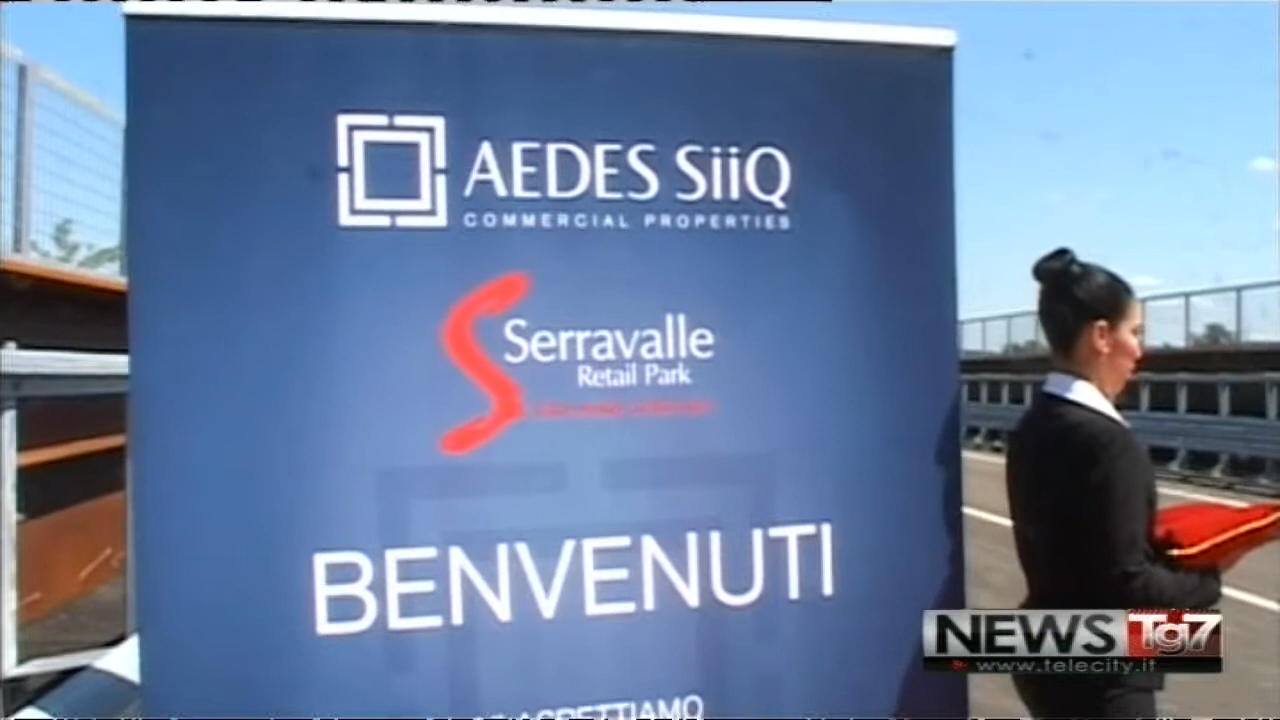 AEDES SiiQ
COMMERCIAL PROPERTIES
Serravalle
Retail Park
BENVENUTI
NEWS Tg7
www.telecity.it